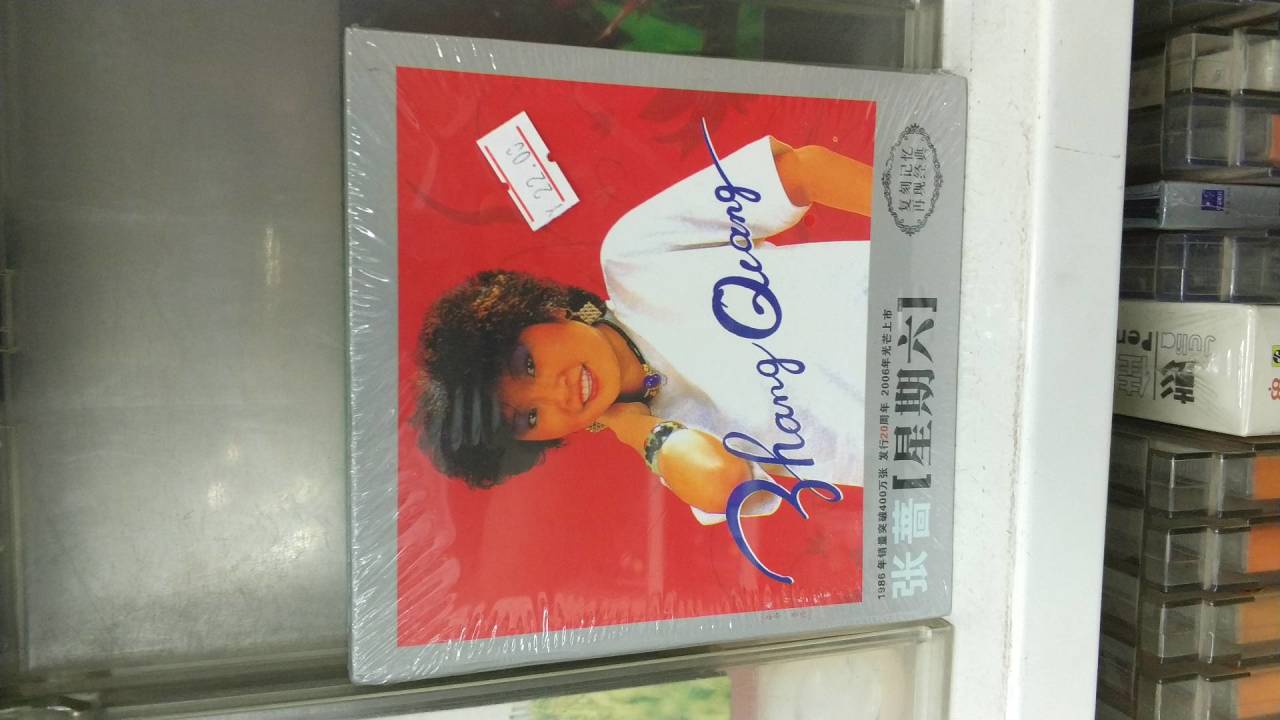 ¥22.00
Zhang Qiang
1986年销量突破400万张 发行20周年 2006年光芒上市
张蔷 [星期六]
复刻记忆
再现经典
Julia